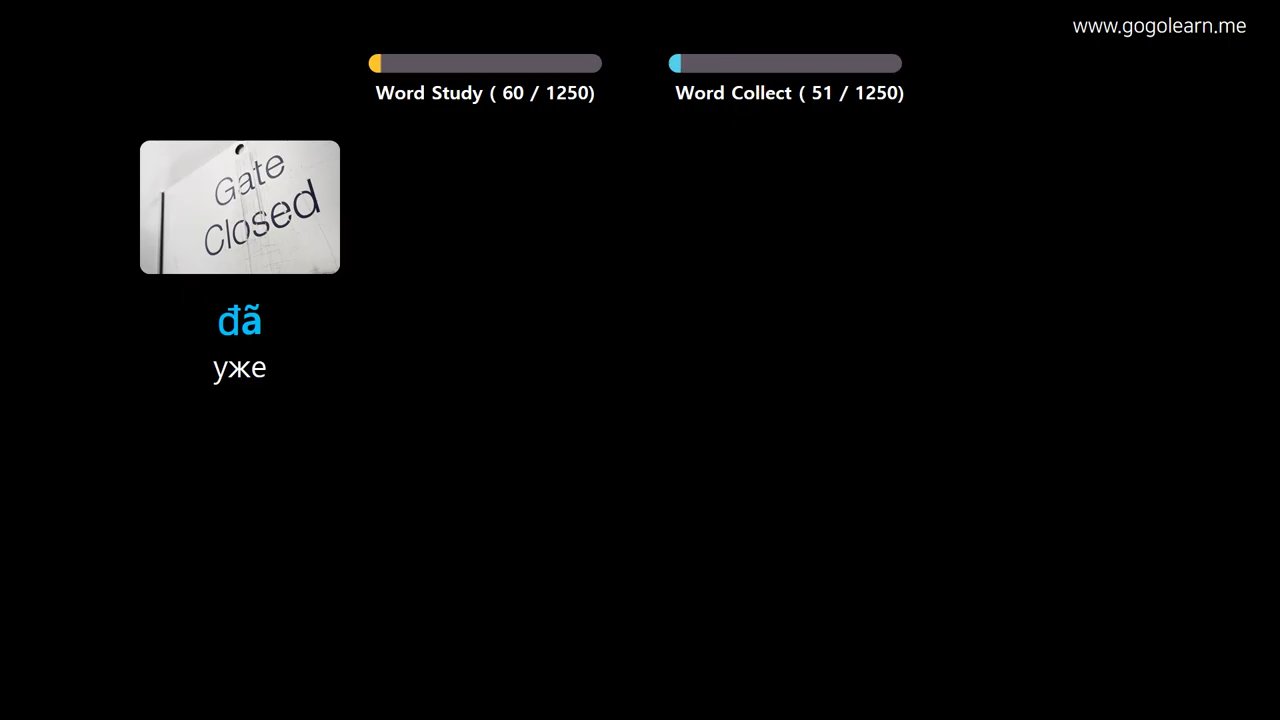 www.gogolearn.me
Word Study ( 60 / 1250)
Word Collect ( 51 / 1250)
Gate
Closed
đã
уже